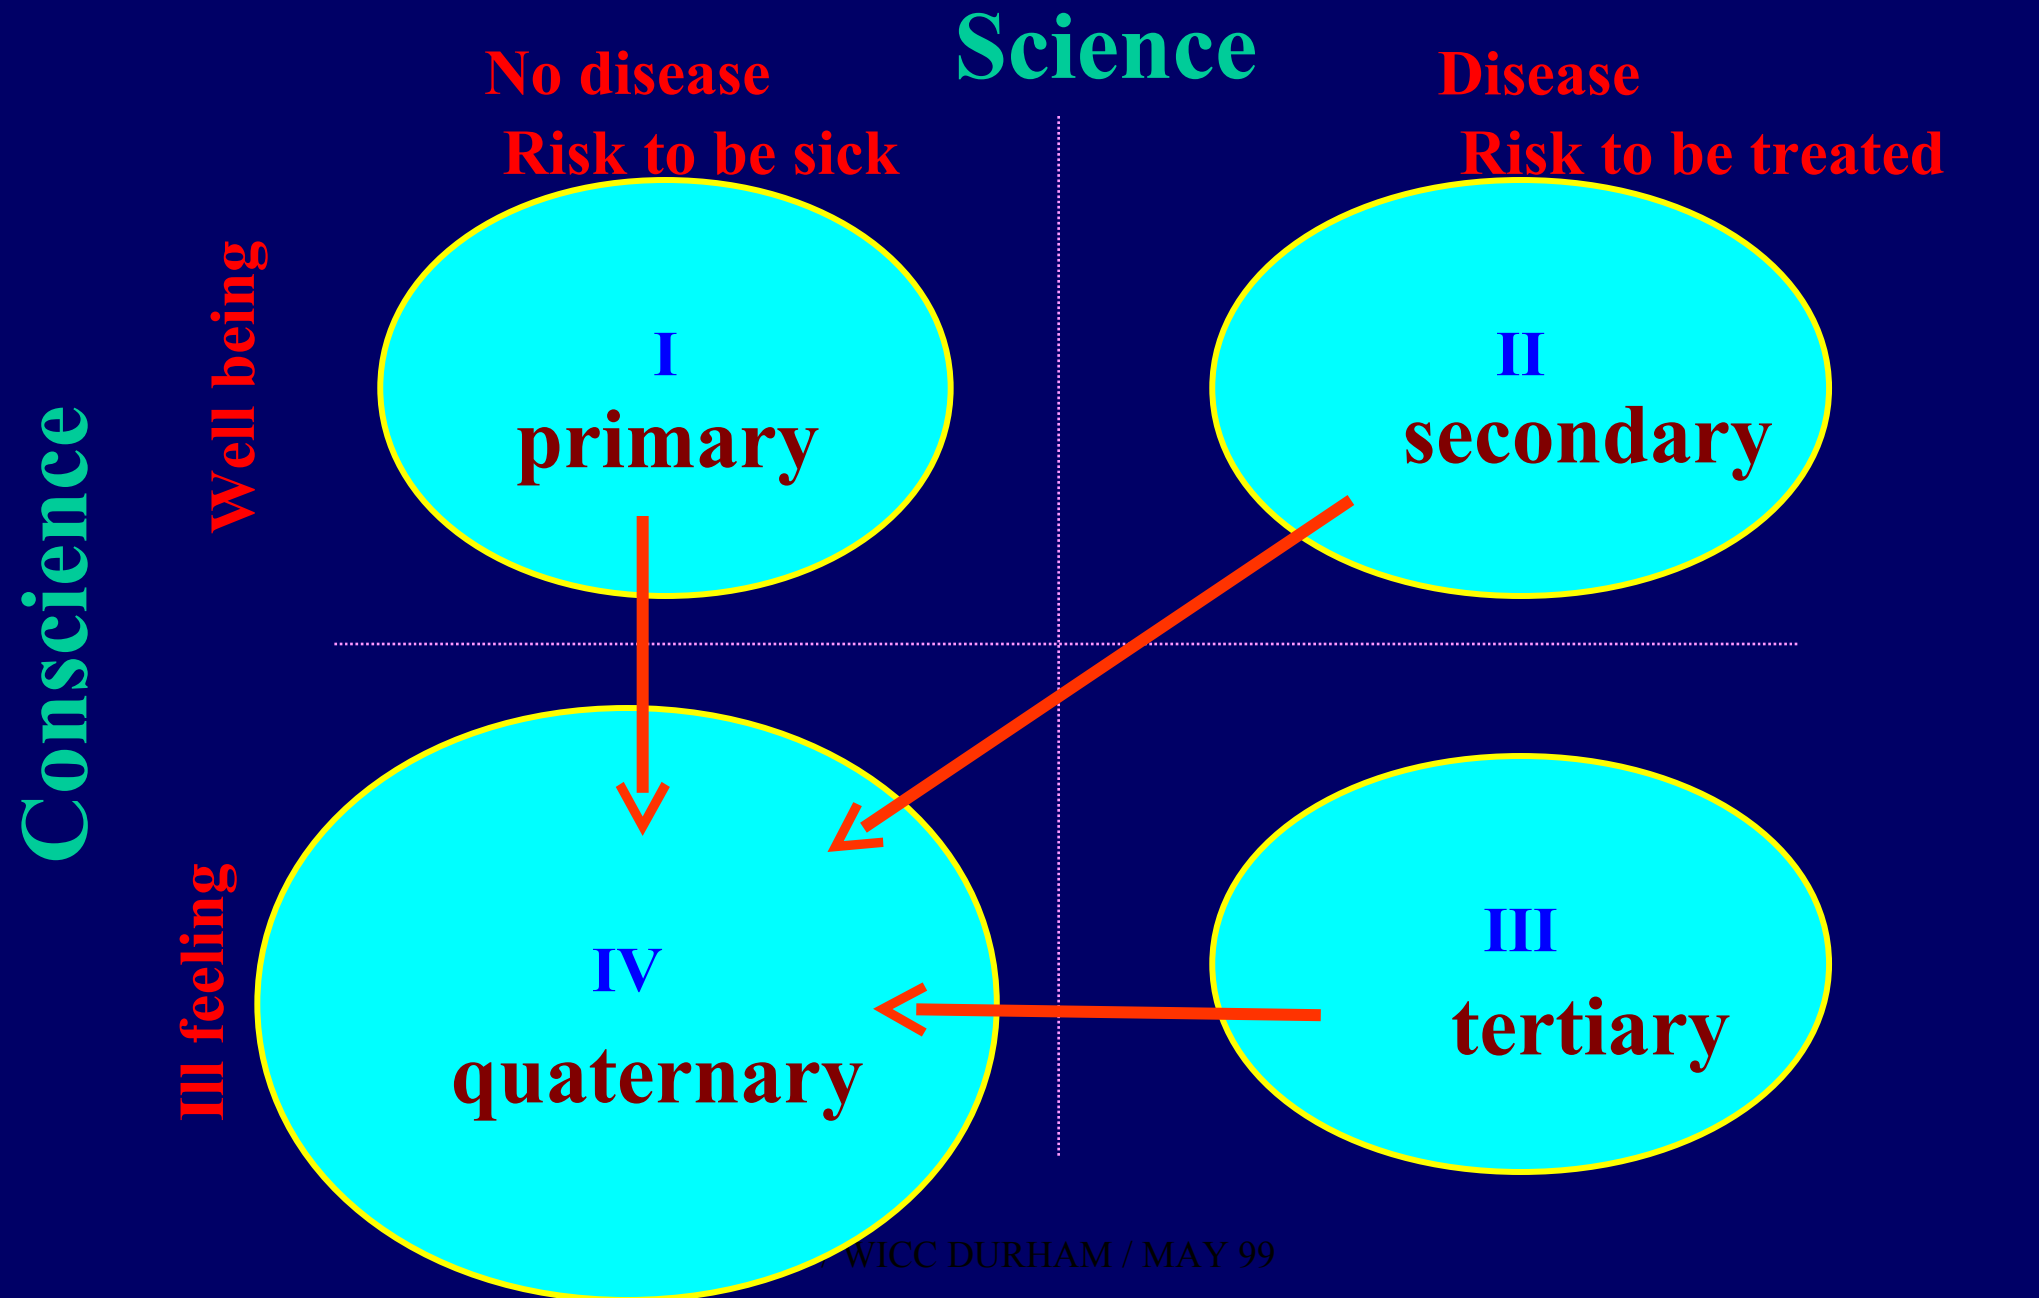 Science
No disease
Risk to be sick
Disease
Risk to be treated
Conscience
Well being
Ill feeling
I
primary
II
secondary
IV
quaternary
III
tertiary
WICC DURHAM / MAY 99